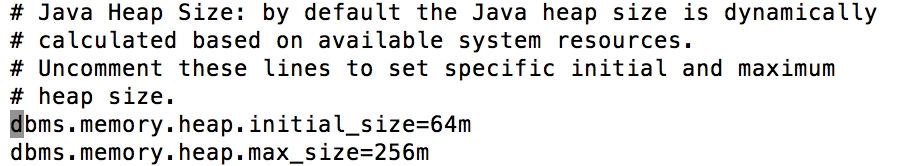 # Java Heap Size: by default the Java heap size is dynamically
# calculated based on available system resources.
# Uncomment these lines to set specific initial and maximum
# heap size.
dbms.memory.heap.initial_size=64m
dbms.memory.heap.max_size=256m